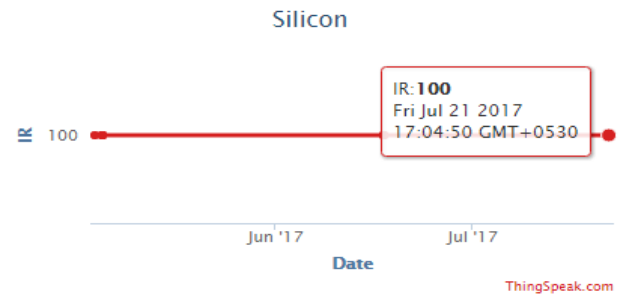 Silicon
IR:100
Fri Jul 21 2017
17:04:50 GMT+0530
IR
100
Jun '17
Jul '17
Date
ThingSpeak.com